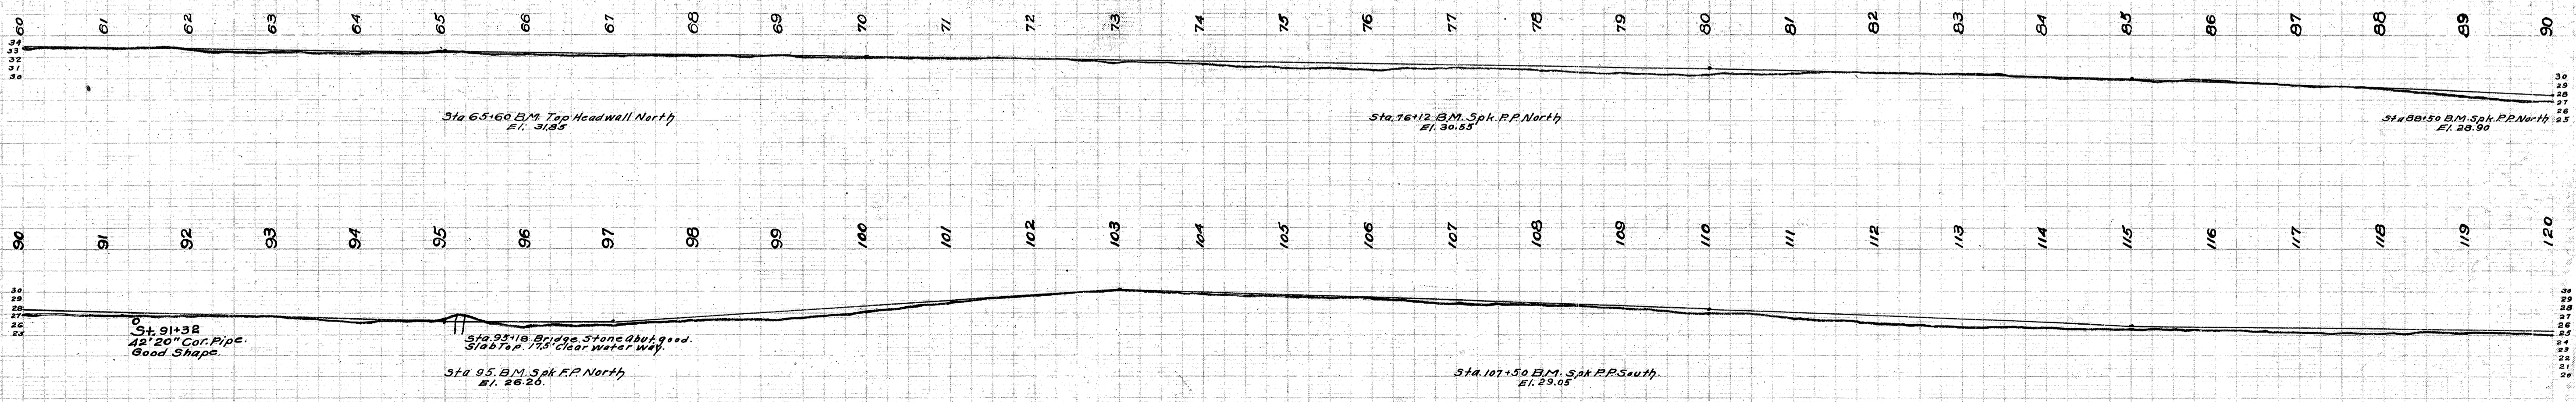 60 61 62 63 64 65 66 67 68 69 70 71 72 73 74 75 76 77 78 79 80 81 82 83 84 85 86 87 88 89 90
34
33
32
31
30
30
29
28
27
26
25
Sta 65+60 B.M. Top Headwall North
El. 31.85
Sta. 76+12 B.M. Spk. P.P. North
El. 30.55
Sta 88+50 B.M. Spk. P.P. North
El. 28.90
90 91 92 93 94 95 96 97 98 99 100 101 102 103 104 105 106 107 108 109 110 111 112 113 114 115 116 117 118 119 120
30
29
28
27
26
25
St. 91+32
42' 20" Cor. Pipe.
Good Shape.
Sta. 95+18 Bridge. Stone abut. good.
Slab Top. 17.5' Clear water way.
Sta 95. B.M. Spk P.P. North
El. 26.26.
Sta. 107+50 B.M. Spk P.P. South.
El. 29.05
30
29
28
27
26
25
24
23
22
21
20